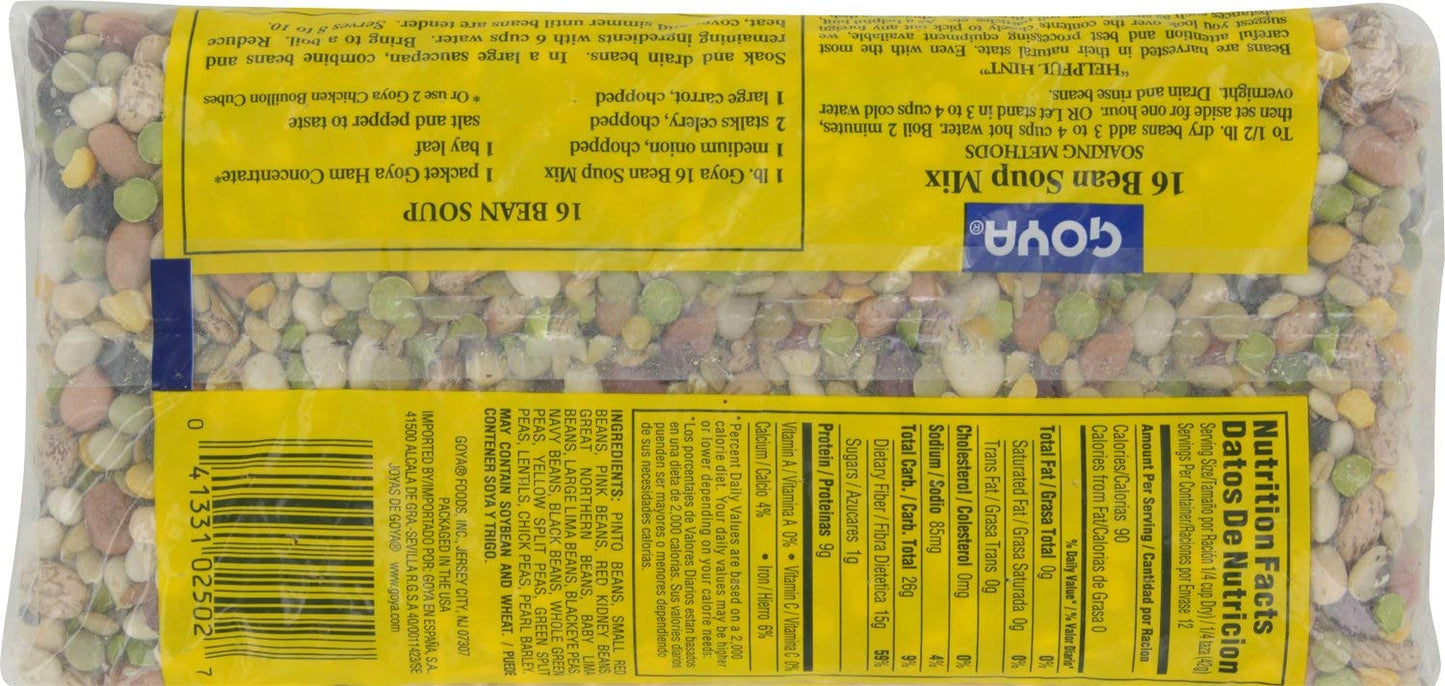 GOYA®
16 Bean Soup Mix
SOAKING METHODS
To 1/2 lb. dry beans add 3 to 4 cups hot water. Boil 2 minutes,
then set aside for one hour. OR Let stand in 3 to 4 cups cold water
overnight. Drain and rinse beans.
“HELPFUL HINT”
Beans are harvested in their natural state. Even with the most
careful attention and best processing equipment available, we
suggest you look over the contents
16 BEAN SOUP
1 lb. Goya 16 Bean Soup Mix
1 packet Goya Ham Concentrate*
1 medium onion, chopped
1 bay leaf
2 stalks celery, chopped
salt and pepper to taste
1 large carrot, chopped
* Or use 2 Goya Chicken Bouillon Cubes
Soak and drain beans. In a large saucepan, combine beans and
remaining ingredients with 6 cups water. Bring to a boil. Reduce
heat, cover and simmer until beans are tender. Serves 8 to 10.
Nutrition Facts
Datos De Nutricion
Serving Size/Tamaño por Ración 1/4 cup Dry) / 1/4 taza (42g)
Servings Per Container/Raciones por Envase 12
Amount Per Serving / Cantidad por Racion
Calories/Calorias 90
Calories from Fat/Calorias de Grasa 0
% Daily Value* / % Valor Diario*
Total Fat / Grasa Total 0g 0%
Saturated Fat / Grasa Saturada 0g 0%
Trans Fat / Grasa Trans 0g
Cholesterol / Colesterol 0mg 0%
Sodium / Sodio 85mg 4%
Total Carb. / Carb. Total 26g 9%
Dietary Fiber / Fibra Dietetica 15g 59%
Sugars / Azucares 1g
Protein / Proteinas 9g
Vitamin A / Vitamina A 0% • Vitamin C / Vitamina C 0%
Calcium / Calcio 4% • Iron / Hierro 6%
*Percent Daily Values are based on a 2,000
calorie diet. Your daily values may be higher
or lower depending on your calorie needs:
*Los porcentajes de Valores Diarios estan basados
en una dieta de 2,000 calorias. Sus valores diarios
puenden ser mayores o menores dependiendo
de sus necesidades calorias.
INGREDIENTS: PINTO BEANS, SMALL RED
BEANS, PINK BEANS, RED KIDNEY BEANS
GREAT NORTHERN BEANS, BABY LIMA
BEANS, LARGE LIMA BEANS, BLACKEYE PEAS,
NAVY BEANS, BLACK BEANS, WHOLE GREEN
PEAS, YELLOW SPLIT PEAS, GREEN SPLIT
PEAS, LENTILS, CHICK PEAS, PEARL BARLEY.
MAY CONTAIN SOYBEAN AND WHEAT. / PUEDE
CONTENER SOYA Y TRIGO.
GOYA® FOODS, INC., JERSEY CITY, NJ 07307
PACKAGED IN THE USA
IMPORTED BY/IMPORTADO POR: GOYA EN ESPAÑA, S.A.
41500 ALCALA DE GRA. SEVILLA R.G.S.A 40/001423/SE
JOYAS DE GOYA® www.goya.com
0 41331 02502 7